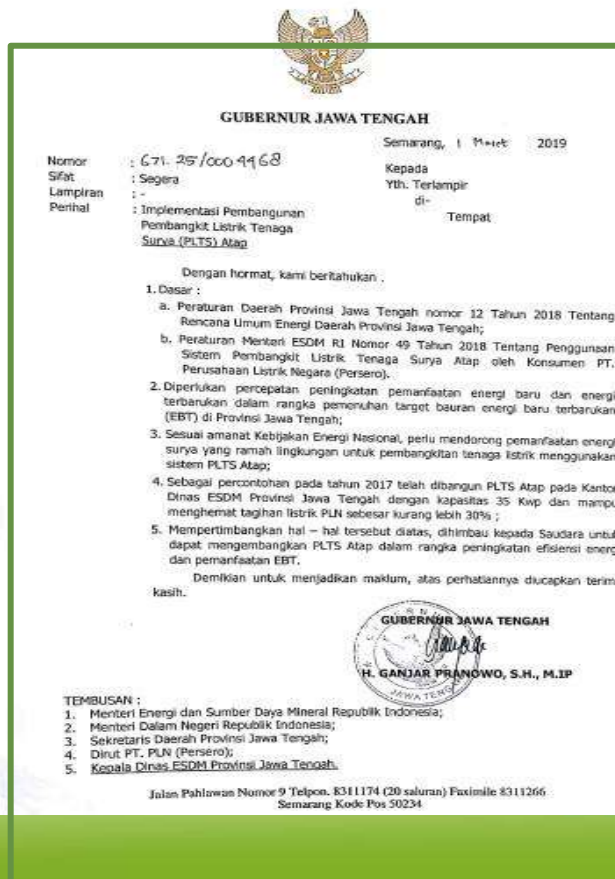 GUBERNUR JAWA TENGAH
Semarang, 1 Maret 2019
Nomor : 671.25/0004468
Sifat : Segera
Lampiran : -
Perihal : Implementasi Pembangunan
Pembangkit Listrik Tenaga
Surya (PLTS) Atap
Kepada
Yth. Terlampir
di-
Tempat
Dengan hormat, kami beritahukan .
1. Dasar :
a. Peraturan Daerah Provinsi Jawa Tengah nomor 12 Tahun 2018 Tentang
Rencana Umum Energi Daerah Provinsi Jawa Tengah;
b. Peraturan Menteri ESDM RI Nomor 49 Tahun 2018 Tentang Penggunaan
Sistem Pembangkit Listrik Tenaga Surya Atap oleh Konsumen PT.
Perusahaan Listrik Negara (Persero).
2. Diperlukan percepatan peningkatan pemanfaatan energi baru dan energi
terbarukan dalam rangka pemenuhan target bauran energi baru terbarukan
(EBT) di Provinsi Jawa Tengah;
3. Sesuai amanat Kebijakan Energi Nasional, perlu mendorong pemanfaatan energi
surya yang ramah lingkungan untuk pembangkitan tenaga listrik menggunakan
sistem PLTS Atap;
4. Sebagai percontohan pada tahun 2017 telah dibangun PLTS Atap pada Kantor
Dinas ESDM Provinsi Jawa Tengah dengan kapasitas 35 Kwp dan mampu
menghemat tagihan listrik PLN sebesar kurang lebih 30% ;
5. Mempertimbangkan hal – hal tersebut diatas, dihimbau kepada Saudara untuk
dapat mengembangkan PLTS Atap dalam rangka peningkatan efisiensi energ
dan pemanfaatan EBT.
Demikian untuk menjadikan maklum, atas perhatiannya diucapkan terim
kasih.
GUBERNUR JAWA TENGAH
H. GANJAR PRANOWO, S.H., M.IP
JAWA TENG
TEMBUSAN :
1. Menteri Energi dan Sumber Daya Mineral Republik Indonesia;
2. Menteri Dalam Negeri Republik Indonesia;
3. Sekretaris Daerah Provinsi Jawa Tengah;
4. Dirut PT. PLN (Persero);
5. Kepala Dinas ESDM Provinsi Jawa Tengah.
Jalan Pahlawan Nomor 9 Telpon. 8311174 (20 saluran) Faximile 8311266
Semarang Kode Pos 50234